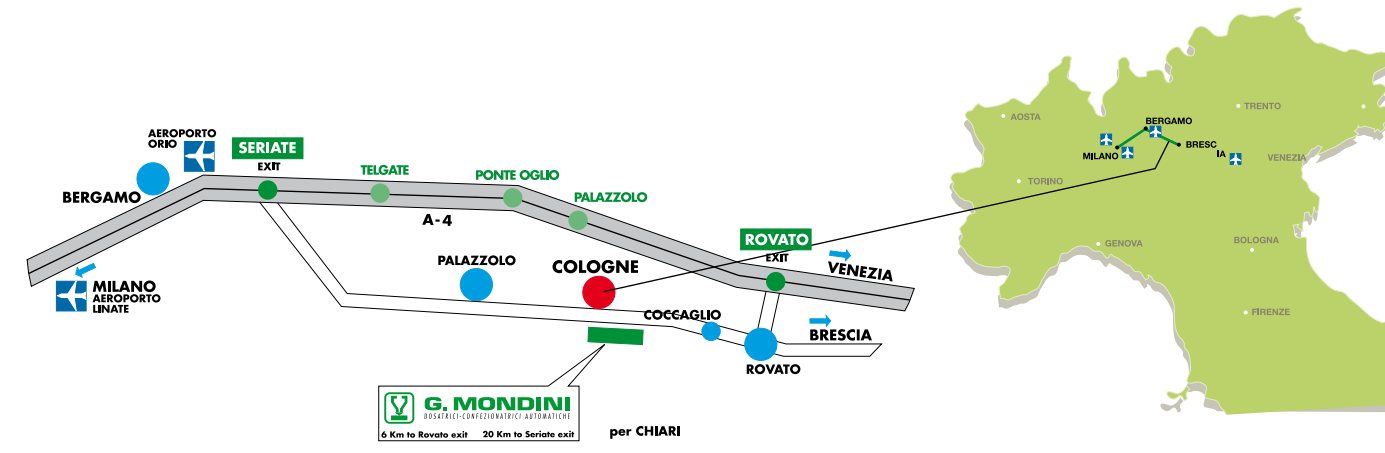 AEROPORTO
ORIO
SERIATE
EXIT
BERGAMO
TELGATE
PONTE OGLIO
PALAZZOLO
A-4
ROVATO
EXIT
VENEZIA
PALAZZOLO
COLOGNE
MILANO
AEROPORTO
LINATE
COCCAGLIO
BRESCIA
ROVATO
G. MONDINI
DOSATRICI-CONFEZIONATRICI AUTOMATICHE
6 Km to Rovato exit 20 Km to Seriate exit
per CHIARI
AOSTA
TRENTO
BERGAMO
MILANO
BRESC
IA
VENEZIA
TORINO
GENOVA
BOLOGNA
FIRENZE